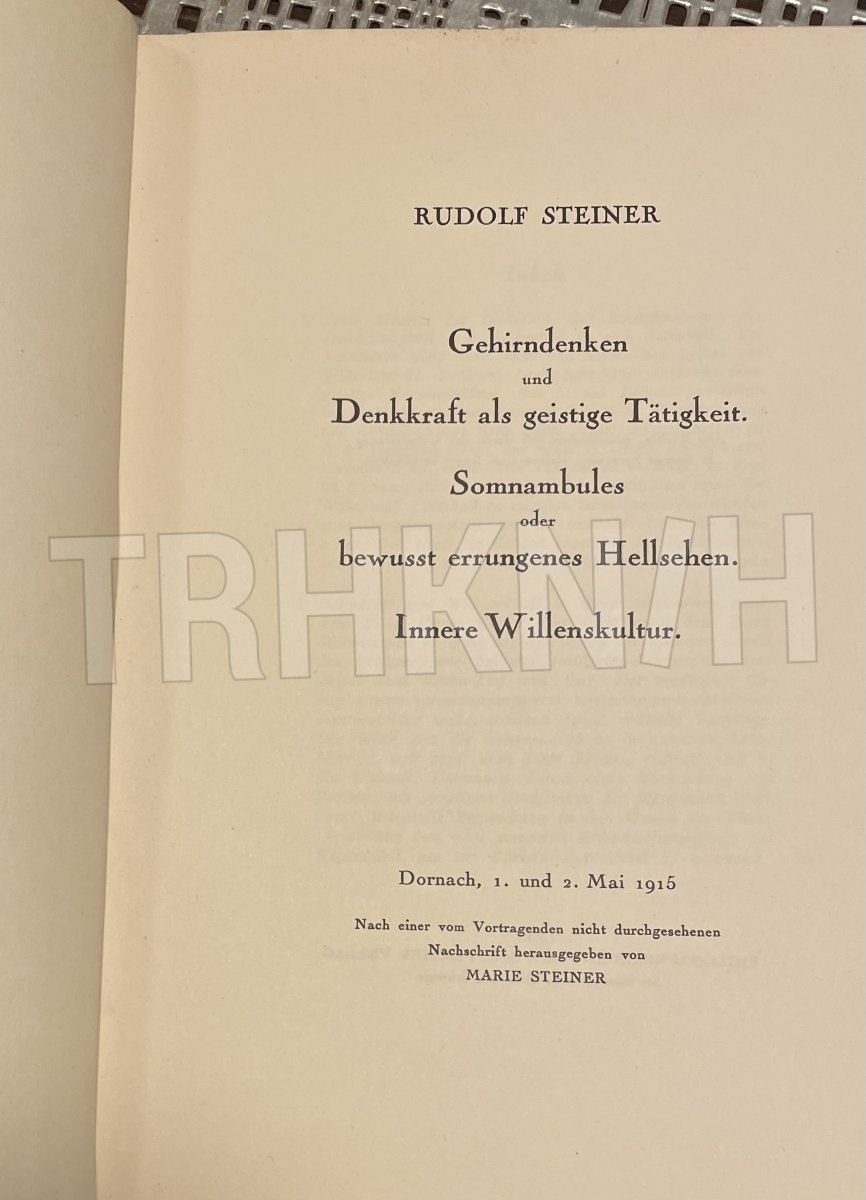 RUDOLF STEINER
Gehirndenken
und
Denkkraft als geistige Tätigkeit.
Somnambules
oder
bewusst errungenes Hellsehen.
Innere Willenskultur.
TRHKN/H
Dornach, 1. und 2. Mai 1915
Nach einer vom Vortragenden nicht durchgesehenen
Nachschrift herausgegeben von
MARIE STEINER